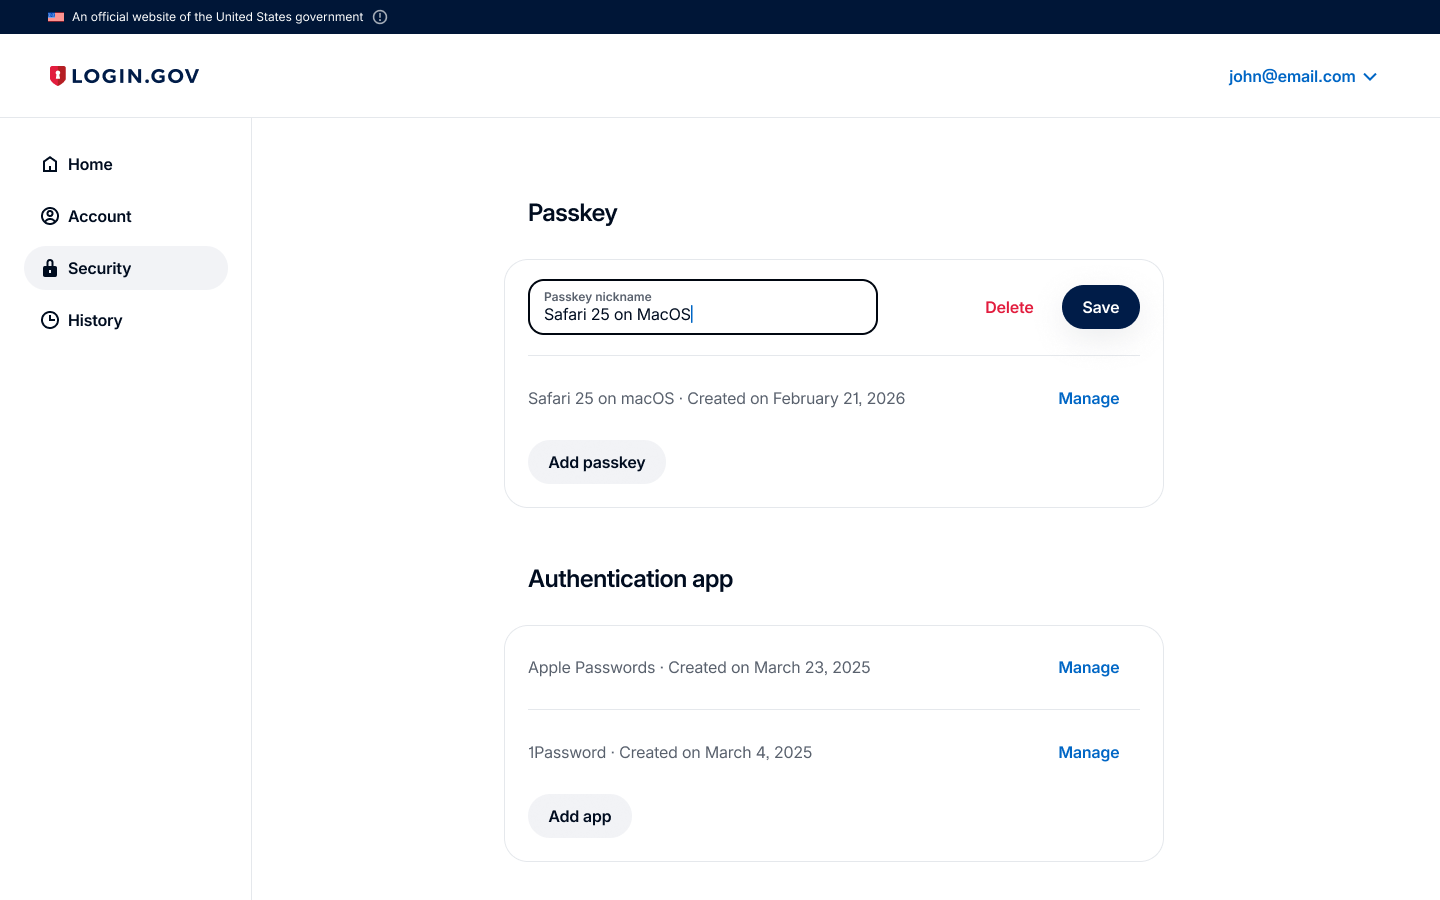 An official website of the United States government
LOGIN.GOV
john@email.com
Home
Account
Security
History
Passkey
Passkey nickname
Safari 25 on MacOS
Delete
Save
Safari 25 on macOS · Created on February 21, 2026
Manage
Add passkey
Authentication app
Apple Passwords · Created on March 23, 2025
Manage
1Password · Created on March 4, 2025
Manage
Add app